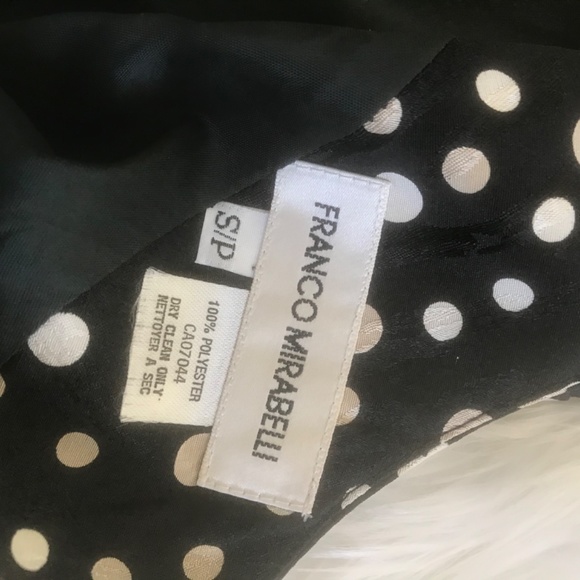 FRANCO MIRABELLI
S/P
100% POLYESTER
CA07044
DRY CLEAN ONLY
NETTOYER A SEC